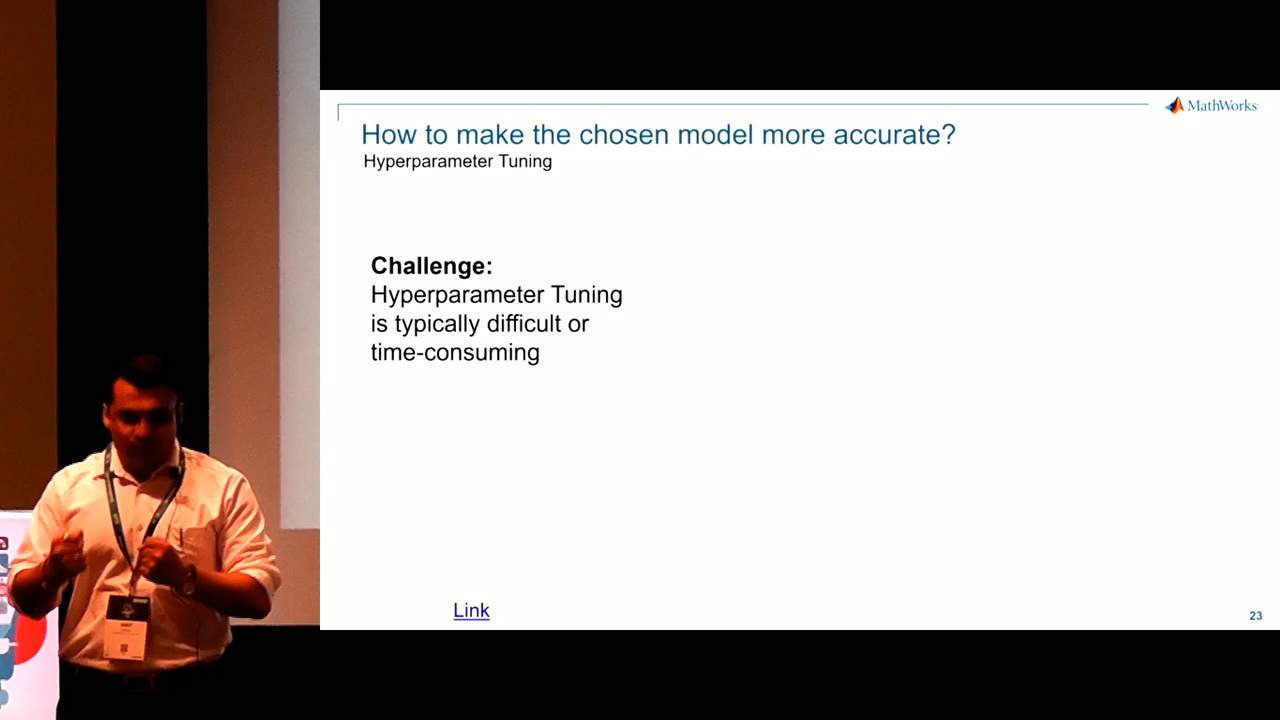 MathWorks
How to make the chosen model more accurate?
Hyperparameter Tuning
Challenge:
Hyperparameter Tuning
is typically difficult or
time-consuming
Link
23